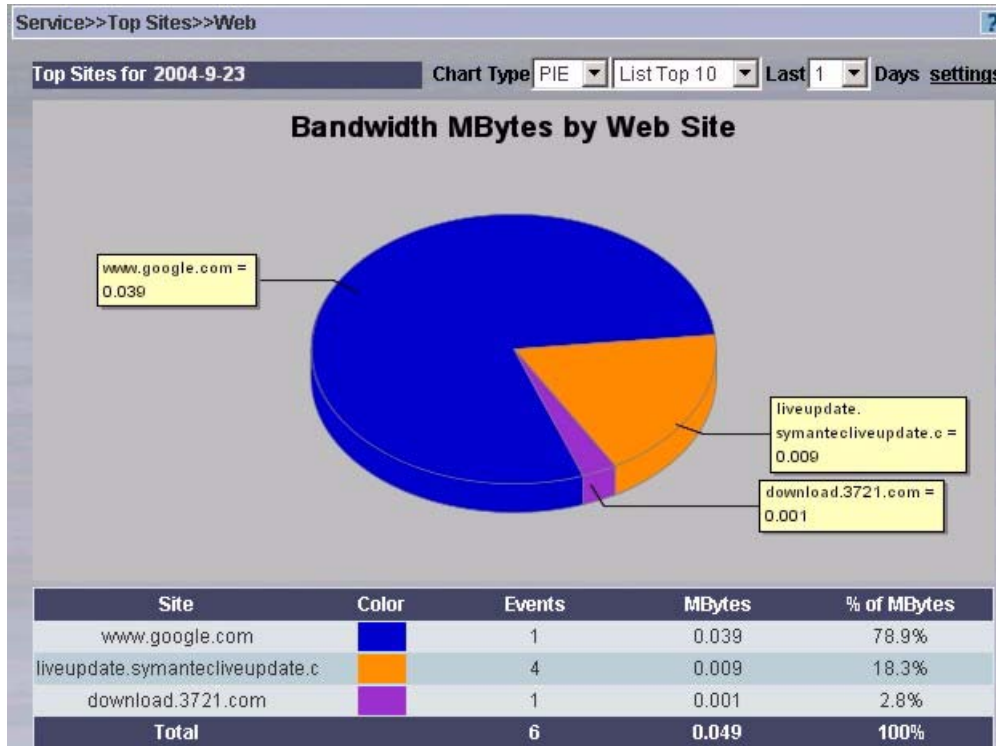 Service>>Top Sites>>Web ?
Top Sites for 2004-9-23 Chart Type PIE List Top 10 Last 1 Days settings
Bandwidth MBytes by Web Site
www.google.com =
0.039
liveupdate.
symantecliveupdate.c =
0.009
download.3721.com =
0.001
Site Color Events MBytes % of MBytes
www.google.com 1 0.039 78.9%
liveupdate.symantecliveupdate.c 4 0.009 18.3%
download.3721.com 1 0.001 2.8%
Total 6 0.049 100%